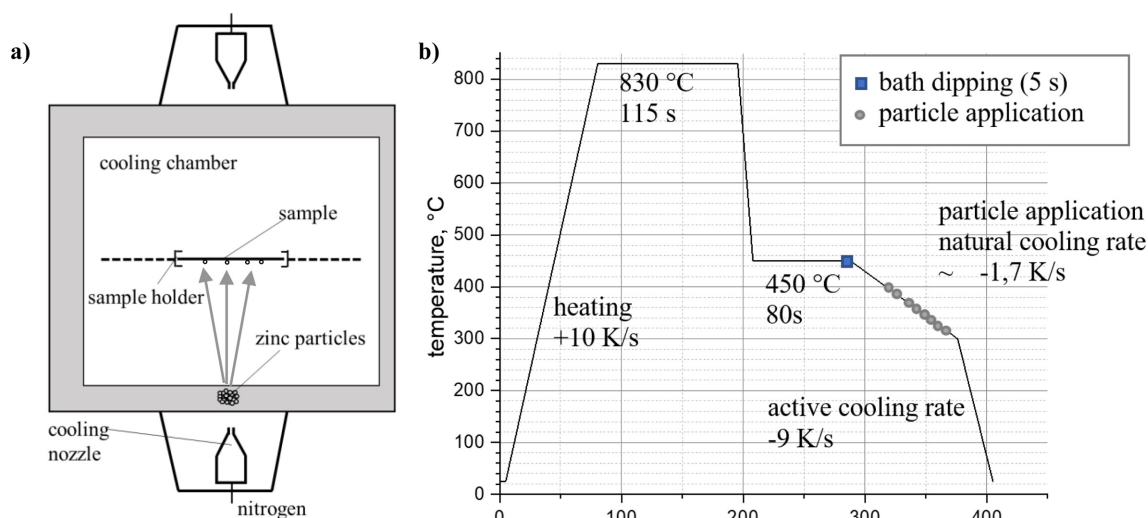 a)
cooling chamber
sample
sample holder
zinc particles
cooling
nozzle
nitrogen
b)
temperature, °C
800
700
600
500
400
300
200
100
0
830 °C
115 s
bath dipping (5 s)
particle application
particle application
natural cooling rate
~ -1,7 K/s
450 °C
80s
heating
+10 K/s
active cooling rate
-9 K/s
0
100
200
300
400